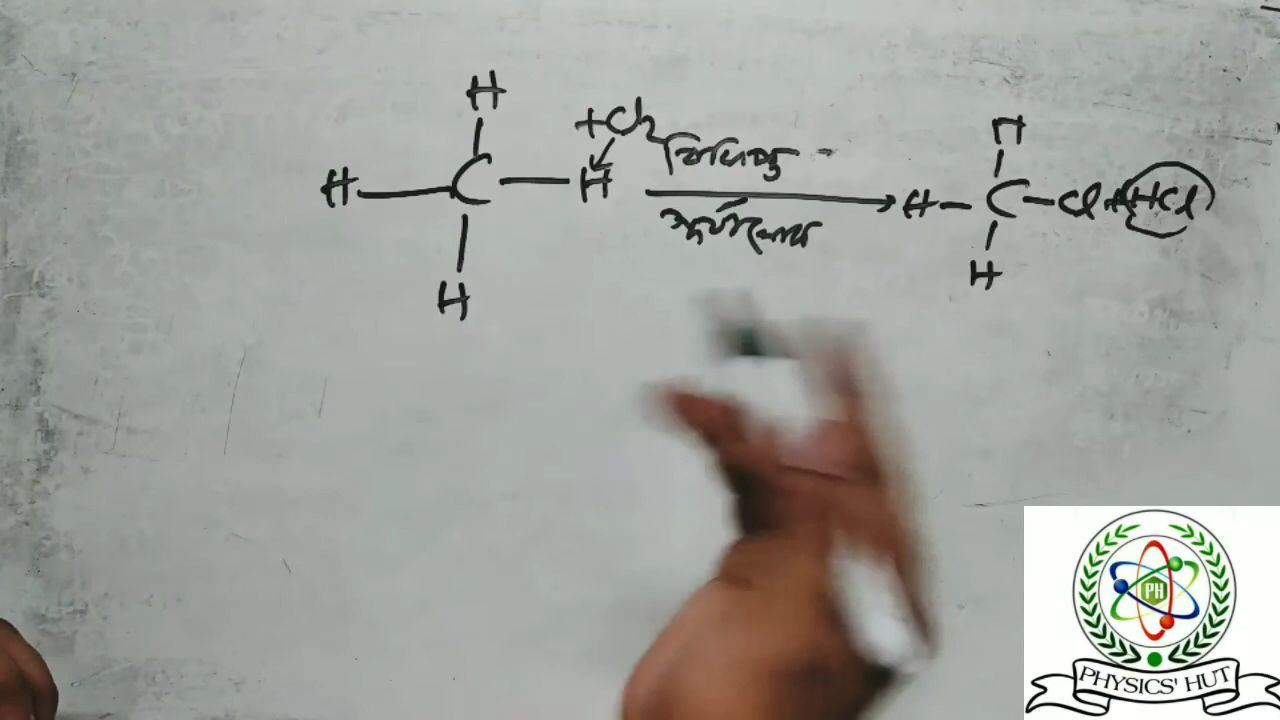 H
+Cl₂
H—C—H → H–C–Cl+HCl
H
H
H
PHYSICS' HUT
PH